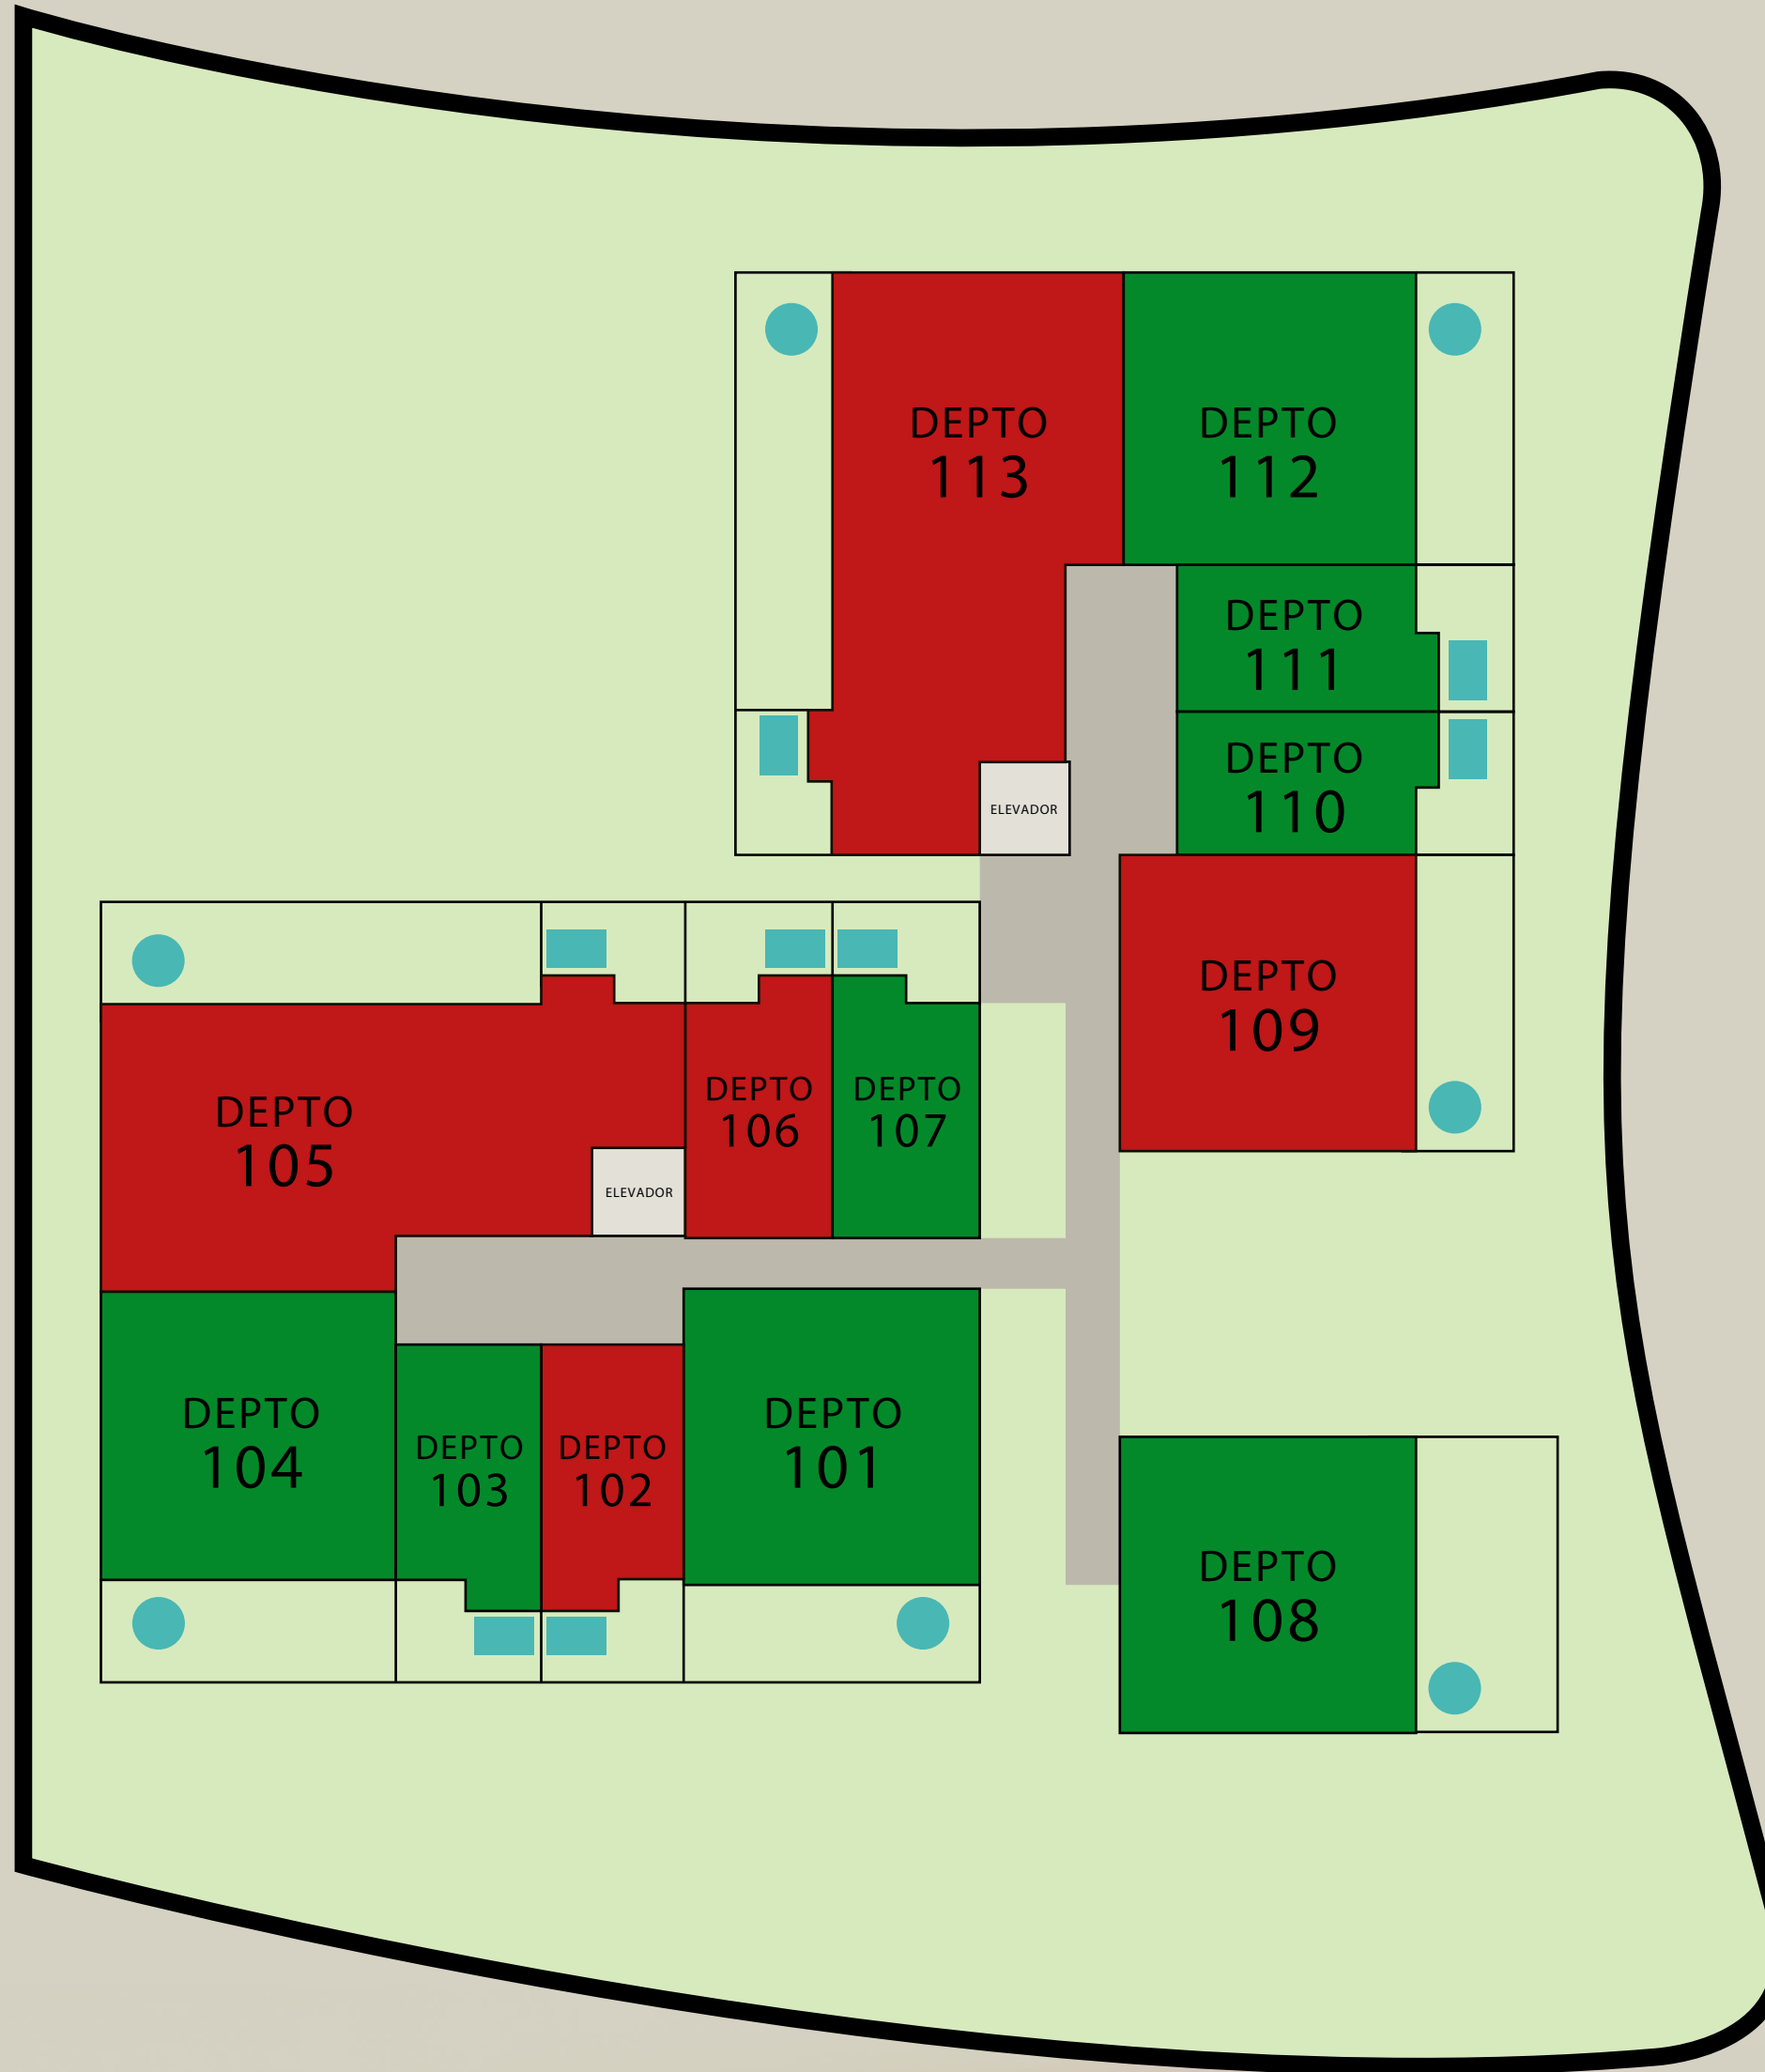 DEPTO
113
DEPTO
112
DEPTO
111
DEPTO
110
ELEVADOR
DEPTO
109
DEPTO
105
DEPTO
106
DEPTO
107
ELEVADOR
DEPTO
104
DEPTO
103
DEPTO
102
DEPTO
101
DEPTO
108